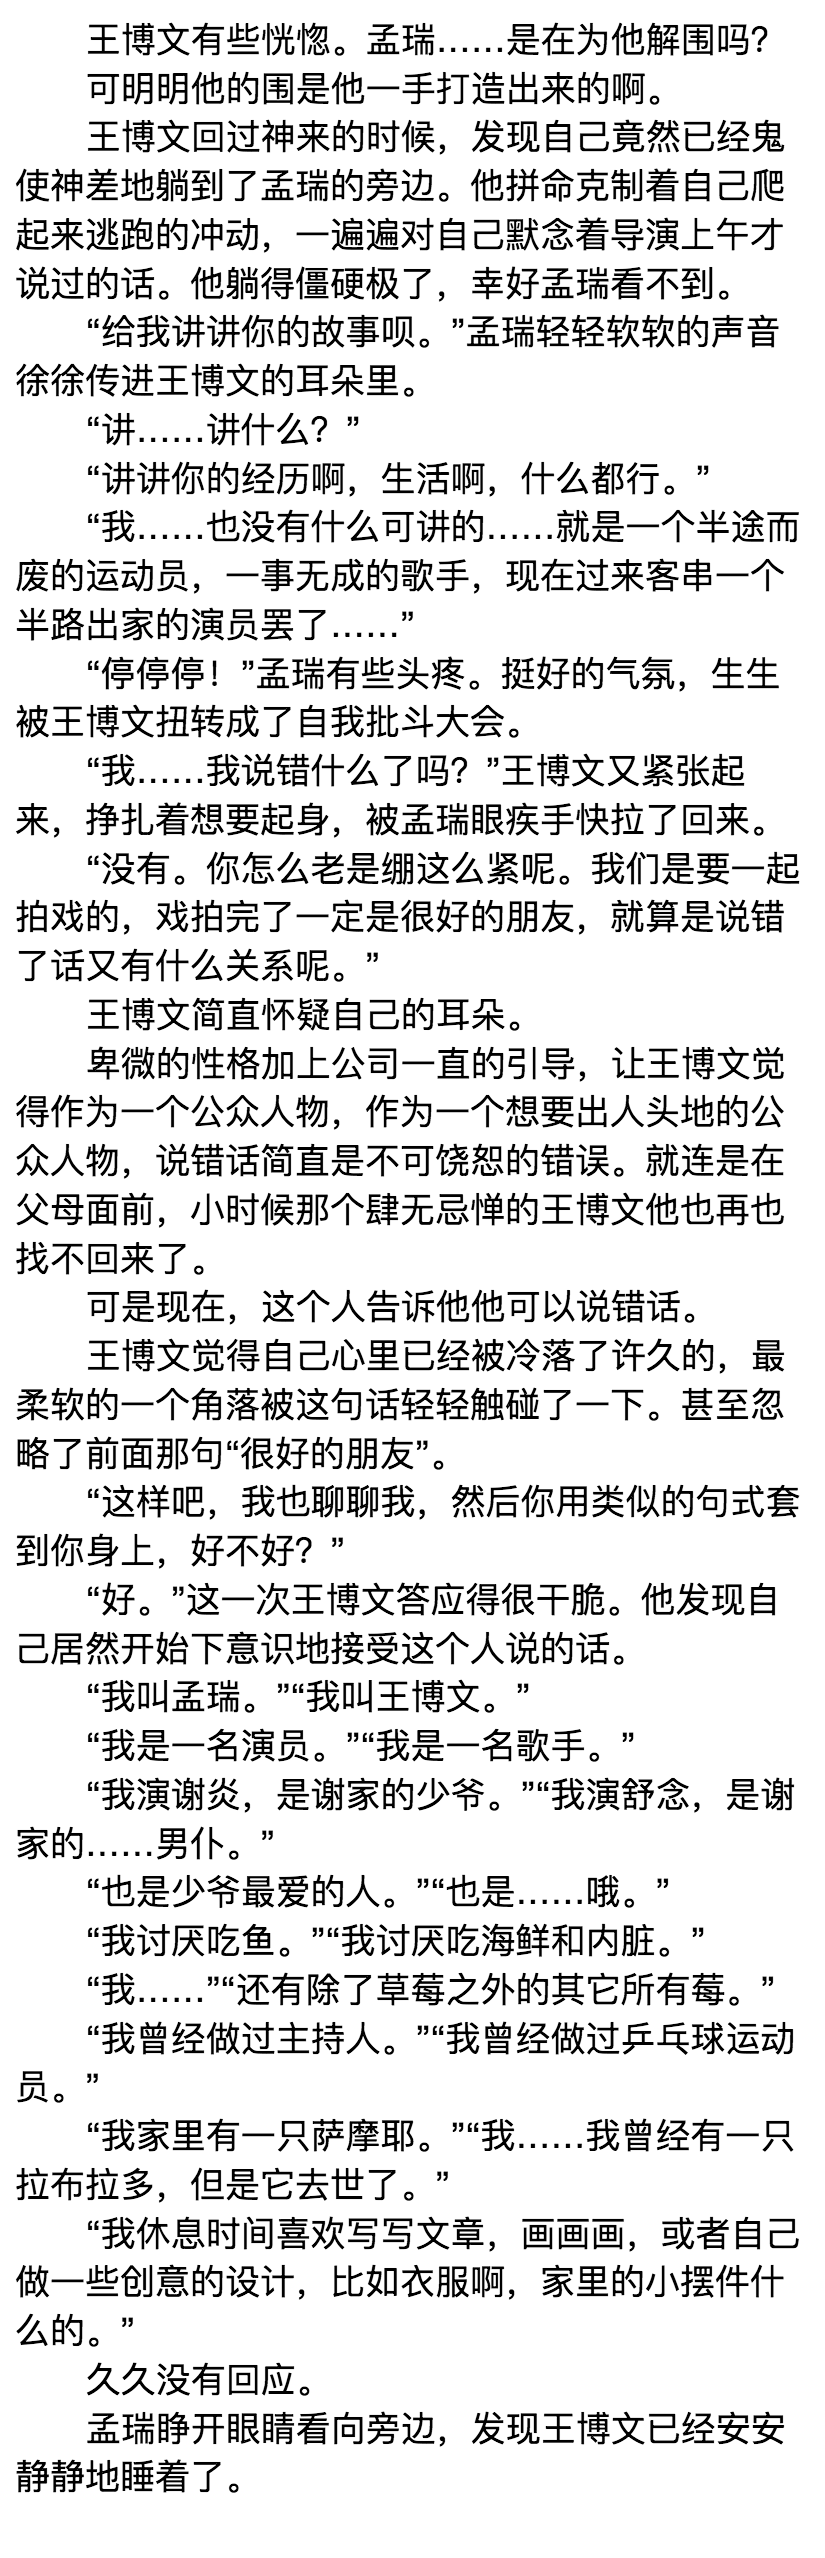 王博文有些恍惚。孟瑞……是在为他解围吗？
可明明他的围是他一手打造出来的啊。
王博文回过神来的时候，发现自己竟然已经鬼
使神差地躺到了孟瑞的旁边。他拼命克制着自己爬
起来逃跑的冲动，一遍遍对自己默念着导演上午才
说过的话。他躺得僵硬极了，幸好孟瑞看不到。
“给我讲讲你的故事呗。”孟瑞轻轻软软的声音
徐徐传进王博文的耳朵里。
“讲……讲什么？”
“讲讲你的经历啊，生活啊，什么都行。”
“我……也没有什么可讲的……就是一个半途而
废的运动员，一事无成的歌手，现在过来客串一个
半路出家的演员罢了……”
“停停停！”孟瑞有些头疼。挺好的气氛，生生
被王博文扭转成了自我批斗大会。
“我……我说错什么了吗？”王博文又紧张起
来，挣扎着想要起身，被孟瑞眼疾手快拉了回来。
“没有。你怎么老是绷这么紧呢。我们是要一起
拍戏的，戏拍完了一定是很好的朋友，就算是说错
了话又有什么关系呢。”
王博文简直怀疑自己的耳朵。
卑微的性格加上公司一直的引导，让王博文觉
得作为一个公众人物，作为一个想要出人头地的公
众人物，说错话简直是不可饶恕的错误。就连是在
父母面前，小时候那个肆无忌惮的王博文他也再也
找不回来了。
可是现在，这个人告诉他他可以说错话。
王博文觉得自己心里已经被冷落了许久的，最
柔软的一个角落被这句话轻轻触碰了一下。甚至忽
略了前面那句“很好的朋友”。
“这样吧，我也聊聊我，然后你用类似的句式套
到你身上，好不好？”
“好。”这一次王博文答应得很干脆。他发现自
己居然开始下意识地接受这个人说的话。
“我叫孟瑞。”“我叫王博文。”
“我是一名演员。”“我是一名歌手。”
“我演谢炎，是谢家的少爷。”“我演舒念，是谢
家的……男仆。”
“也是少爷最爱的人。”“也是……哦。”
“我讨厌吃鱼。”“我讨厌吃海鲜和内脏。”
“我……”“还有除了草莓之外的其它所有莓。”
“我曾经做过主持人。”“我曾经做过乒乓球运动
员。”
“我家里有一只萨摩耶。”“我……我曾经有一只
拉布拉多，但是它去世了。”
“我休息时间喜欢写写文章，画画画，或者自己
做一些创意的设计，比如衣服啊，家里的小摆件什
么的。”
久久没有回应。
孟瑞睁开眼睛看向旁边，发现王博文已经安安
静静地睡着了。